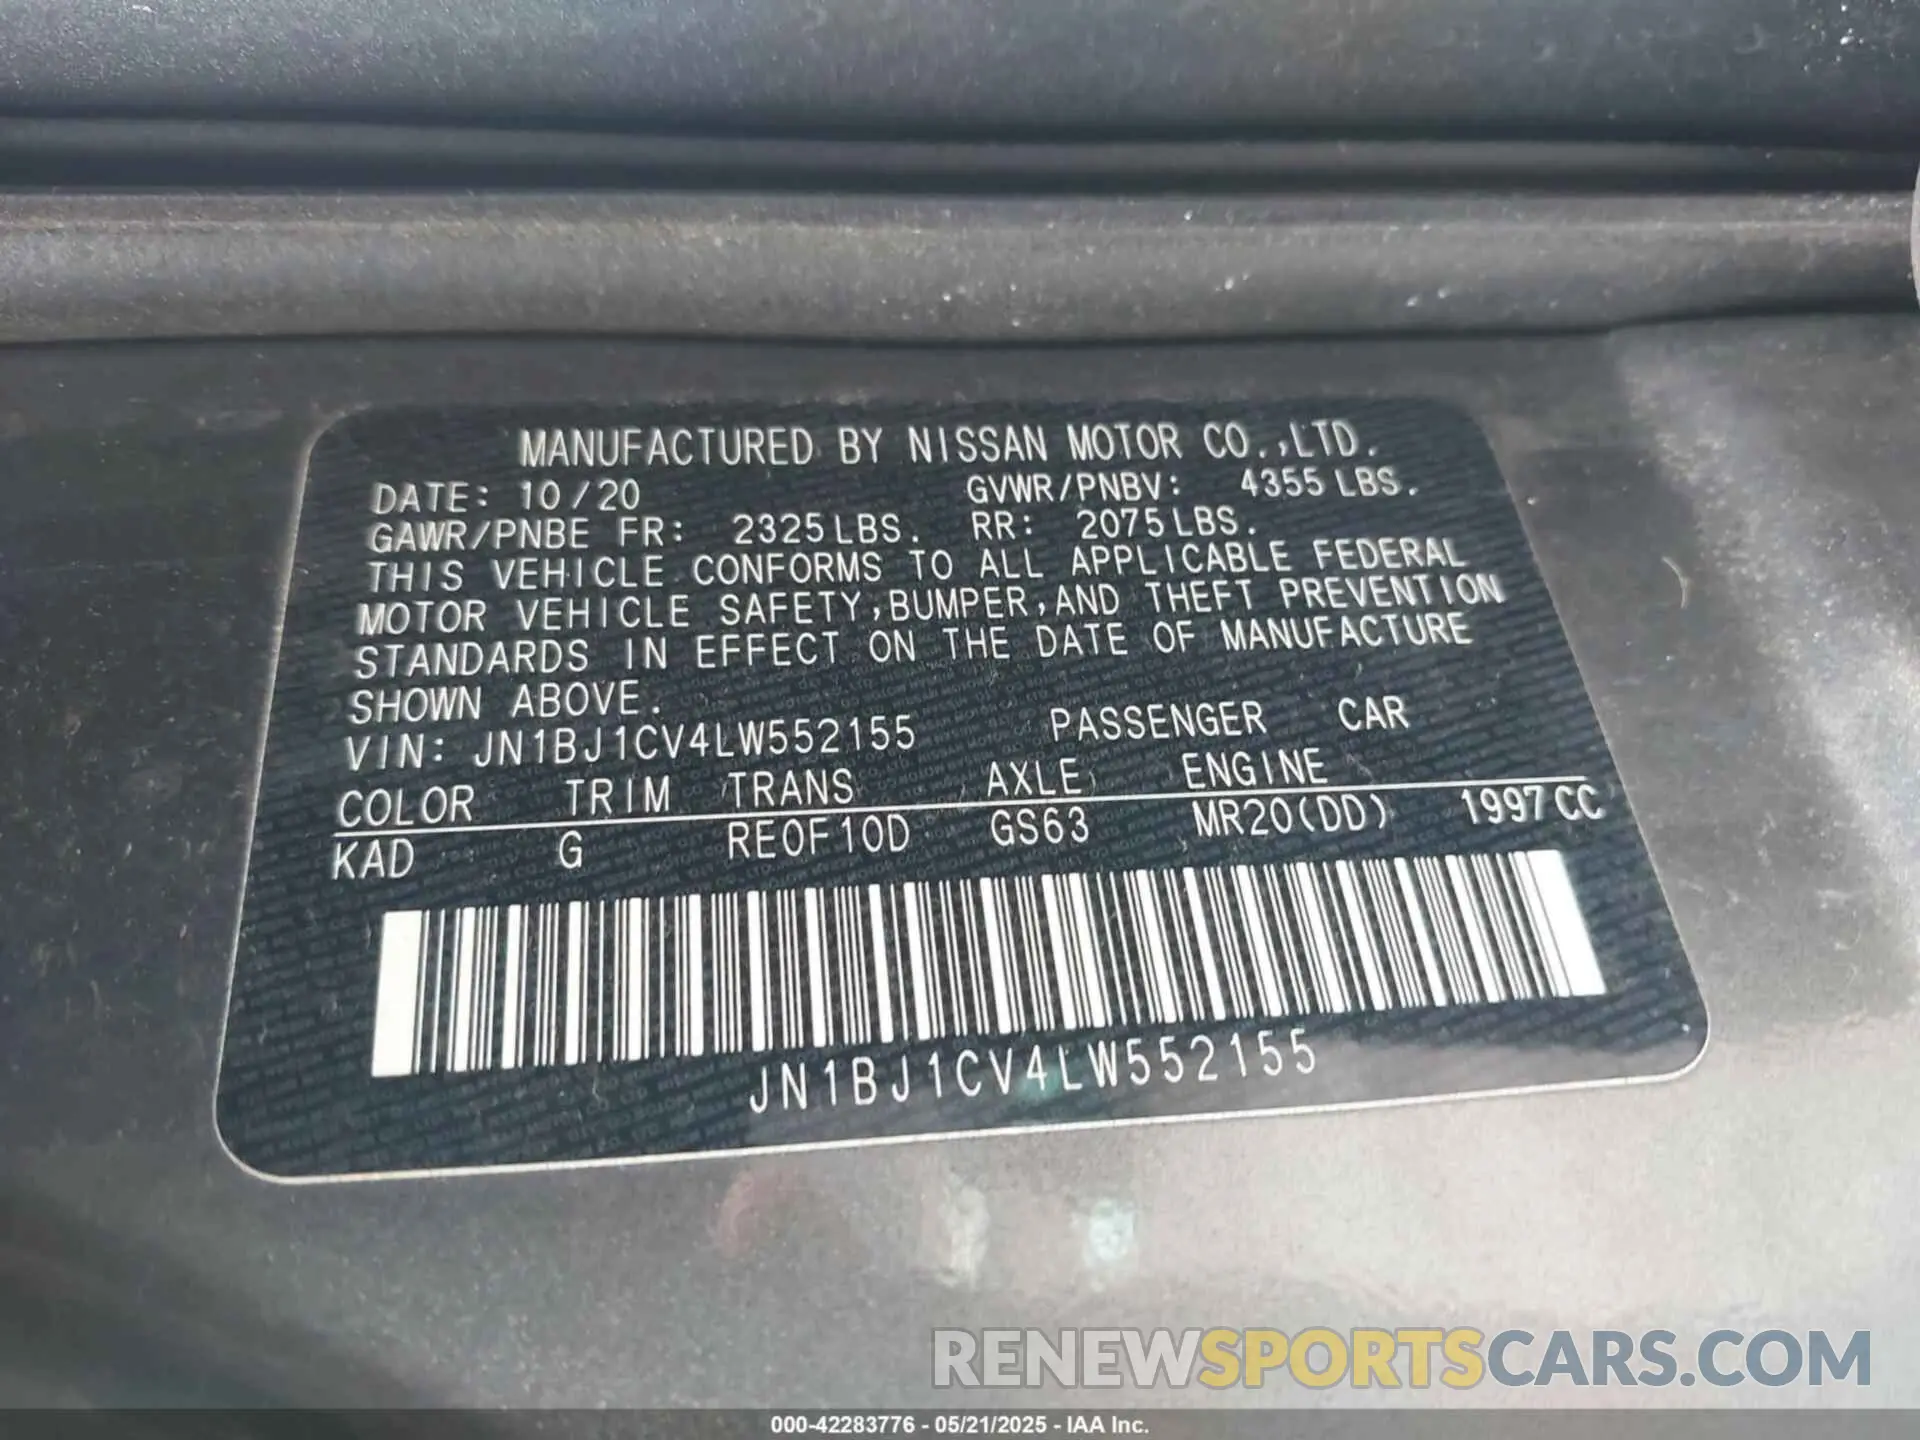 MANUFACTURED BY NISSAN MOTOR CO.,LTD.
DATE: 10/20 GVWR/PNBV: 4355 LBS.
GAWR/PNBE FR: 2325 LBS. RR: 2075 LBS.
THIS VEHICLE CONFORMS TO ALL APPLICABLE FEDERAL
MOTOR VEHICLE SAFETY, BUMPER, AND THEFT PREVENTION
STANDARDS IN EFFECT ON THE DATE OF MANUFACTURE
SHOWN ABOVE.
VIN: JN1BJ1CV4LW552155 PASSENGER CAR
COLOR TRIM TRANS AXLE ENGINE
KAD G RE0F10D GS63 MR20(DD) 1997 CC
JN1BJ1CV4LW552155
RENEWSPORTSCARS.COM
000-42283776 - 05/21/2025 - IAA Inc.